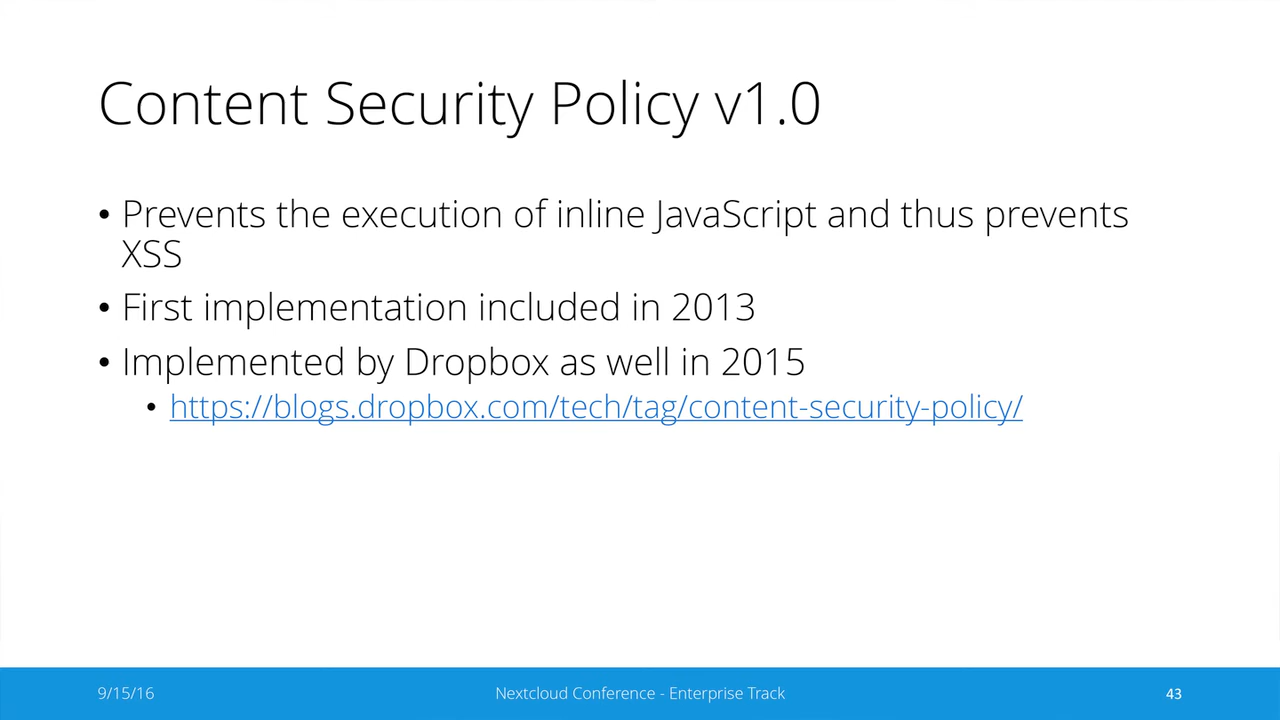 Content Security Policy v1.0
• Prevents the execution of inline JavaScript and thus prevents
XSS
• First implementation included in 2013
• Implemented by Dropbox as well in 2015
• https://blogs.dropbox.com/tech/tag/content-security-policy/
9/15/16
Nextcloud Conference - Enterprise Track
43